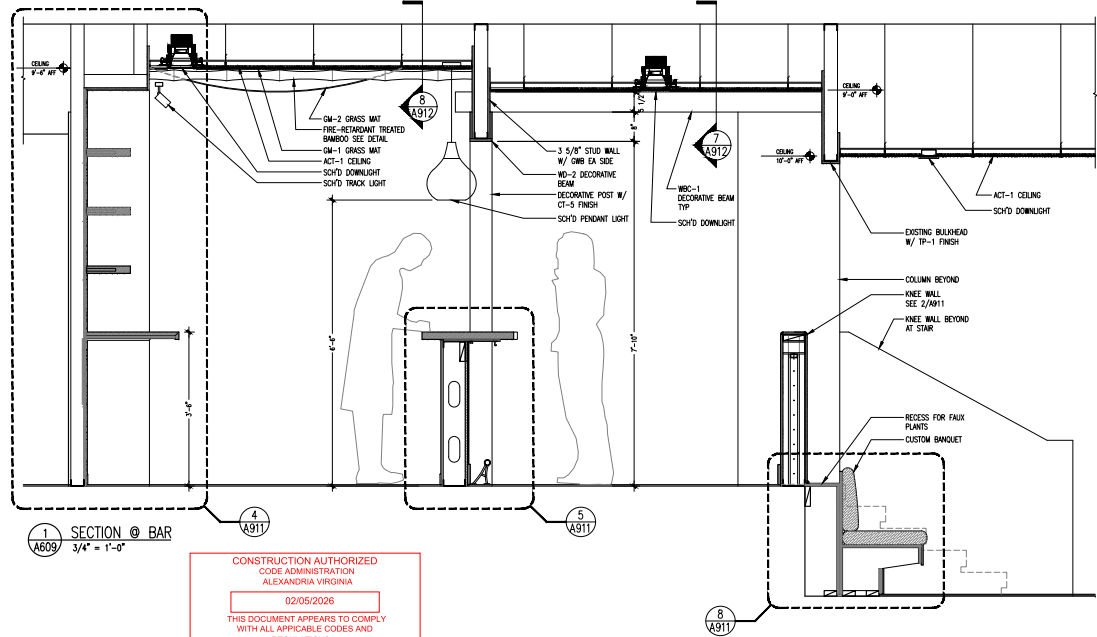 CEILING
9'-6" AFF
GM-2 GRASS MAT
FIRE-RETARDANT TREATED
BAMBOO SEE DETAIL
GM-1 GRASS MAT
ACT-1 CEILING
SCH'D DOWNLIGHT
SCH'D TRACK LIGHT
8
A912
3 5/8" STUD WALL
W/ GWB EA SIDE
WD-2 DECORATIVE
BEAM
DECORATIVE POST W/
CT-5 FINISH
SCH'D PENDANT LIGHT
5 1/2"
8"
7
A912
WBC-1
DECORATIVE BEAM
TYP
SCH'D DOWNLIGHT
CEILING
9'-0" AFF
CEILING
10'-0" AFF
ACT-1 CEILING
SCH'D DOWNLIGHT
EXISTING BULKHEAD
W/ TP-1 FINISH
COLUMN BEYOND
KNEE WALL
SEE 2/A911
KNEE WALL BEYOND
AT STAIR
6'-6"
7'-10"
3'-6"
RECESS FOR FAUX
PLANTS
CUSTOM BANQUET
4
A911
5
A911
8
A911
1
A609
SECTION @ BAR
3/4" = 1'-0"
CONSTRUCTION AUTHORIZED
CODE ADMINISTRATION
ALEXANDRIA VIRGINIA
02/05/2026
THIS DOCUMENT APPEARS TO COMPLY
WITH ALL APPICABLE CODES AND